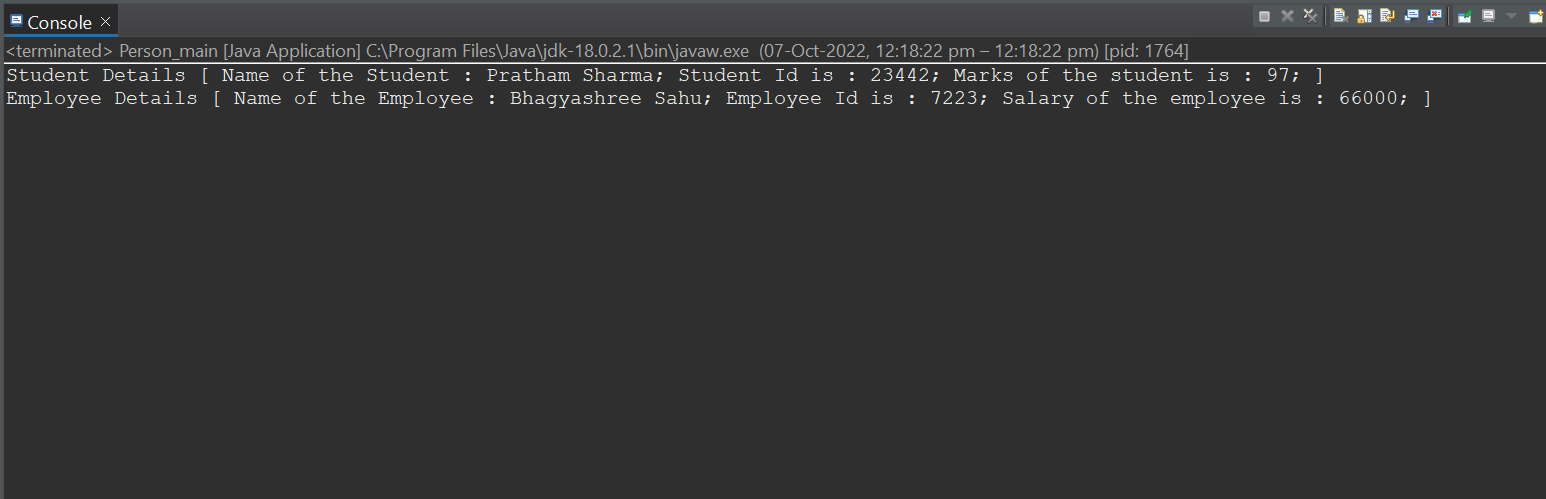 Console
<terminated> Person_main [Java Application] C:\Program Files\Java\jdk-18.0.2.1\bin\javaw.exe (07-Oct-2022, 12:18:22 pm – 12:18:22 pm) [pid: 1764]
Student Details [ Name of the Student : Pratham Sharma; Student Id is : 23442; Marks of the student is : 97; ]
Employee Details [ Name of the Employee : Bhagyashree Sahu; Employee Id is : 7223; Salary of the employee is : 66000; ]